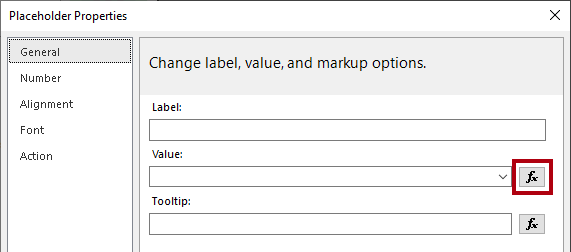 Placeholder Properties
General
Number
Alignment
Font
Action
Change label, value, and markup options.
Label:
Value:
fx
Tooltip:
fx